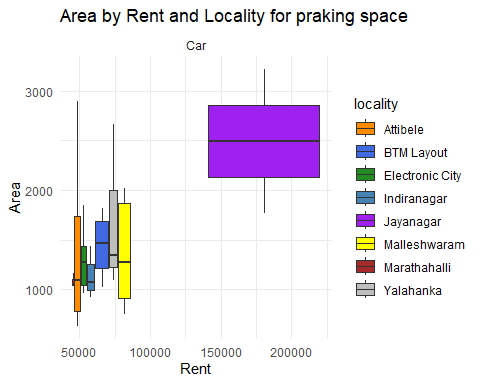 Area by Rent and Locality for praking space
Car
3000
2000
1000
Area
50000
100000
150000
200000
Rent
locality
Attibele
BTM Layout
Electronic City
Indiranagar
Jayanagar
Malleshwaram
Marathahalli
Yalahanka